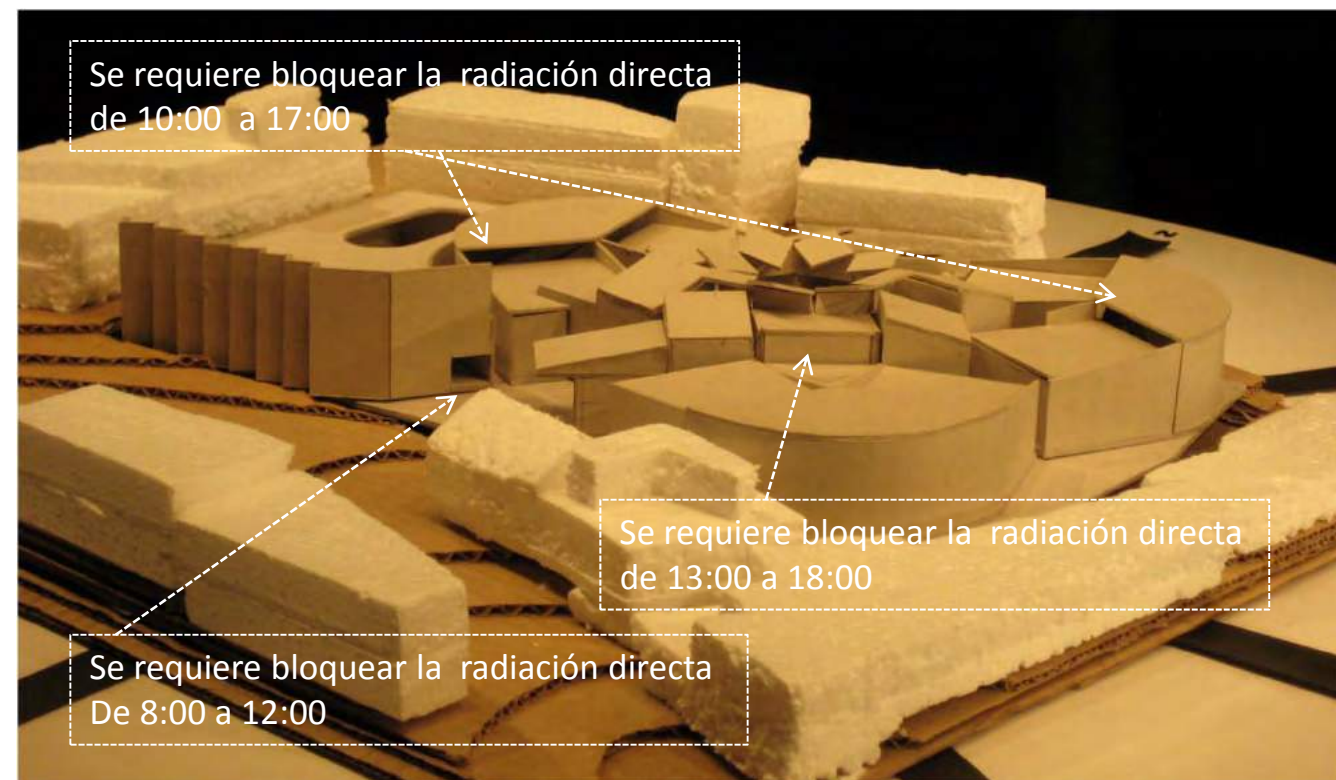 Se requiere bloquear la radiación directa
de 10:00 a 17:00
Se requiere bloquear la radiación directa
de 13:00 a 18:00
Se requiere bloquear la radiación directa
De 8:00 a 12:00